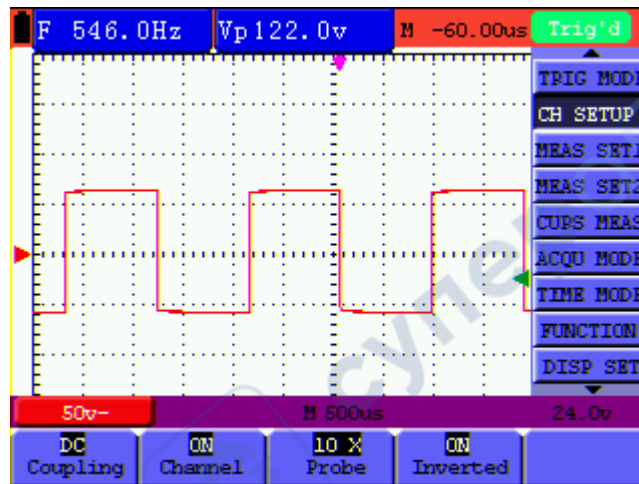 F 546.0Hz
Vp122.0v
M -60.00us
Trig'd
TRIG MODE
CH SETUP
MEAS SET1
MEAS SET2
CURS MEAS
ACQU MODE
TIME MODE
FUNCTION
DISP SET
50v-
M 500us
24.0v
DC
Coupling
ON
Channel
10 X
Probe
ON
Inverted